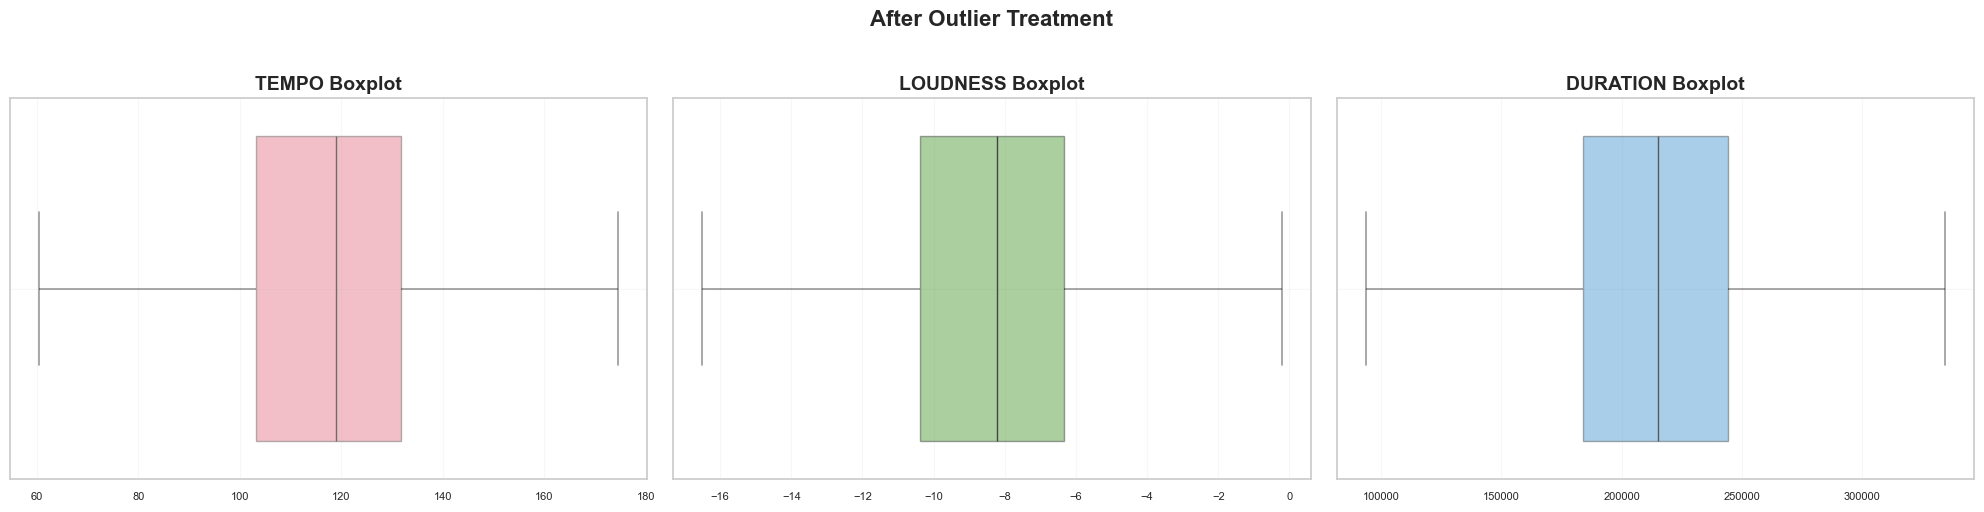 After Outlier Treatment
TEMPO Boxplot
LOUDNESS Boxplot
DURATION Boxplot
60 80 100 120 140 160 180
−16 −14 −12 −10 −8 −6 −4 −2 0
100000 150000 200000 250000 300000